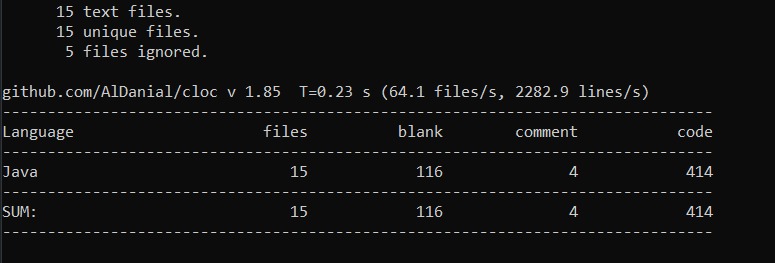 15 text files.
15 unique files.
5 files ignored.
github.com/AlDanial/cloc v 1.85  T=0.23 s (64.1 files/s, 2282.9 lines/s)
-------------------------------------------------------------------------------
Language                     files          blank        comment           code
-------------------------------------------------------------------------------
Java                            15            116              4            414
-------------------------------------------------------------------------------
SUM:                            15            116              4            414
-------------------------------------------------------------------------------